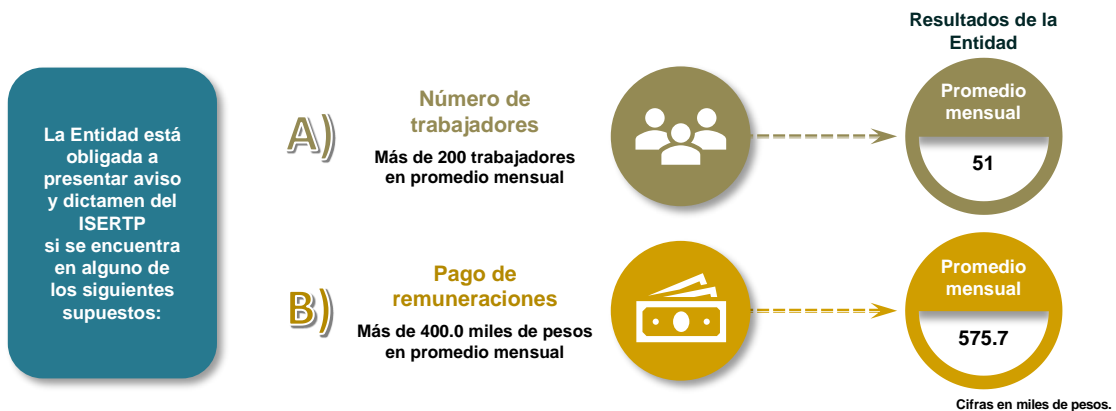 La Entidad está
obligada a
presentar aviso
y dictamen del
ISERTP
si se encuentra
en alguno de
los siguientes
supuestos:
A)
Número de
trabajadores
Más de 200 trabajadores
en promedio mensual
Resultados de la
Entidad
Promedio
mensual
51
B)
Pago de
remuneraciones
Más de 400.0 miles de pesos
en promedio mensual
Promedio
mensual
575.7
Cifras en miles de pesos.